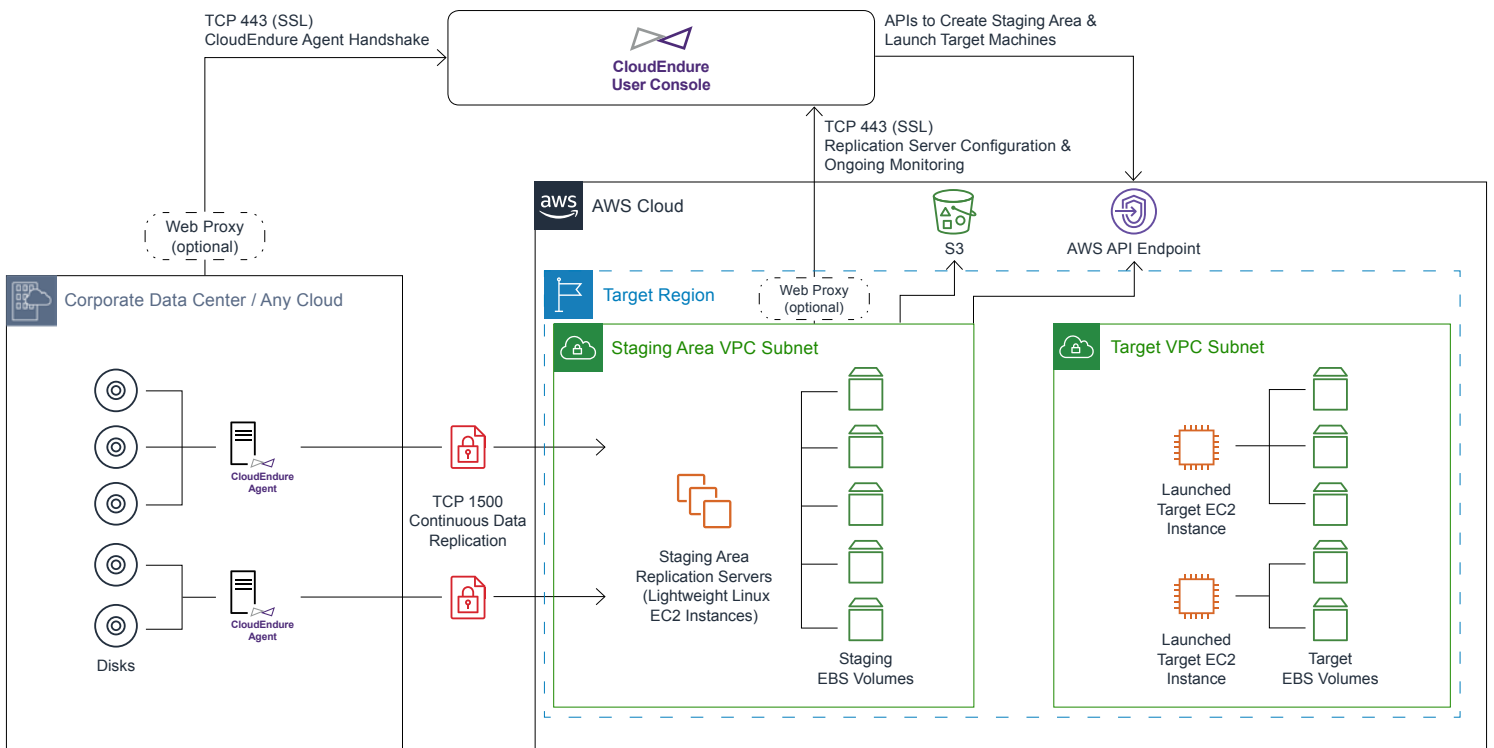 TCP 443 (SSL)
CloudEndure Agent Handshake
CloudEndure
User Console
APIs to Create Staging Area &
Launch Target Machines
TCP 443 (SSL)
Replication Server Configuration &
Ongoing Monitoring
Web Proxy
(optional)
aws
AWS Cloud
S3
AWS API Endpoint
Corporate Data Center / Any Cloud
Target Region
Web Proxy
(optional)
Staging Area VPC Subnet
Target VPC Subnet
CloudEndure
Agent
CloudEndure
Agent
Disks
TCP 1500
Continuous Data
Replication
Staging Area
Replication Servers
(Lightweight Linux
EC2 Instances)
Staging
EBS Volumes
Launched
Target EC2
Instance
Launched
Target EC2
Instance
Target
EBS Volumes